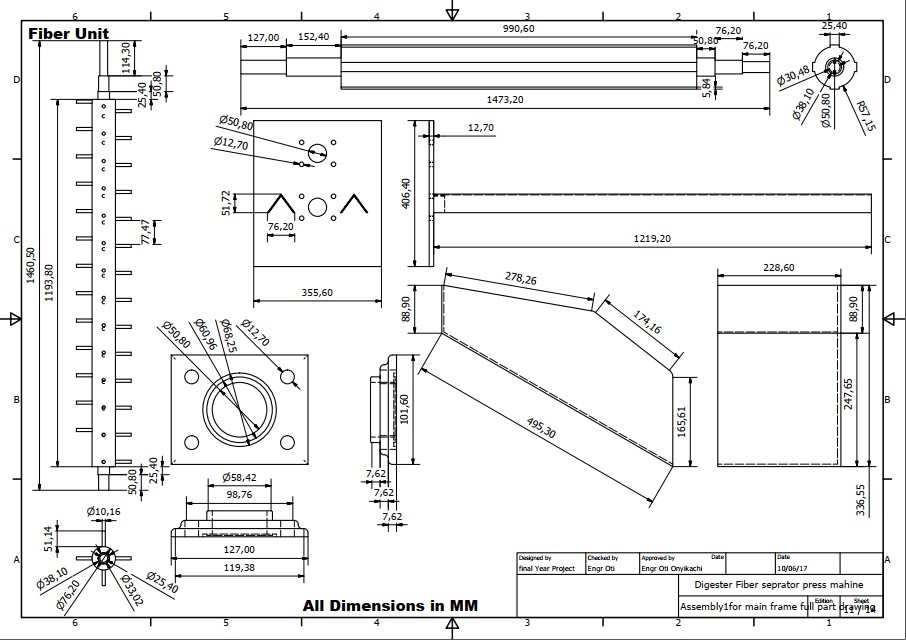 6 5 4 3 2 1
Fiber Unit
D
D
C
C
B
B
A
A
114,30
50,80
25,40
77,47
1460,50
1193,80
50,80
25,40
127,00
152,40
990,60
50,80
76,20
76,20
5,84
1473,20
25,40
Ø30,48
Ø38,10
Ø50,80
R57,15
Ø50,80
Ø12,70
51,72
76,20
355,60
406,40
12,70
1219,20
278,26
174,16
88,90
495,30
165,61
228,60
88,90
247,65
336,55
Ø50,80
Ø60,96
Ø68,25
Ø12,70
101,60
7,62
7,62
7,62
Ø58,42
98,76
127,00
119,38
Ø10,16
51,14
Ø38,10
Ø76,20
Ø33,02
Ø25,40
All Dimensions in MM
Designed by
final Year Project
Checked by
Engr Oti
Approved by
Engr Oti Onyikachi
Date
Date
10/06/17
Digester Fiber seprator press mahine
Assembly1for main frame full part drawing
Edition
Sheet
11 / 14
6 5 4 3 2 1